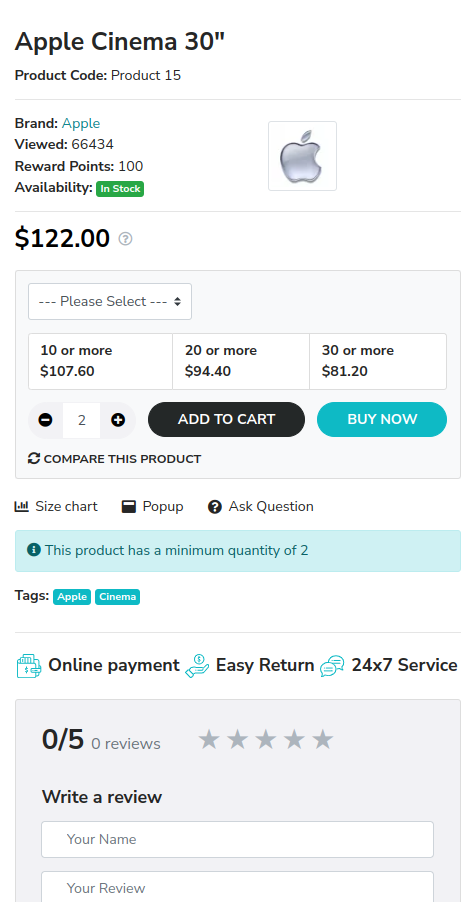 Apple Cinema 30"
Product Code: Product 15
Brand: Apple
Viewed: 66434
Reward Points: 100
Availability: In Stock
$122.00
--- Please Select ---
10 or more 20 or more 30 or more
$107.60 $94.40 $81.20
2 ADD TO CART BUY NOW
COMPARE THIS PRODUCT
Size chart Popup Ask Question
This product has a minimum quantity of 2
Tags: Apple Cinema
Online payment Easy Return 24x7 Service
0/5 0 reviews
Write a review
Your Name
Your Review